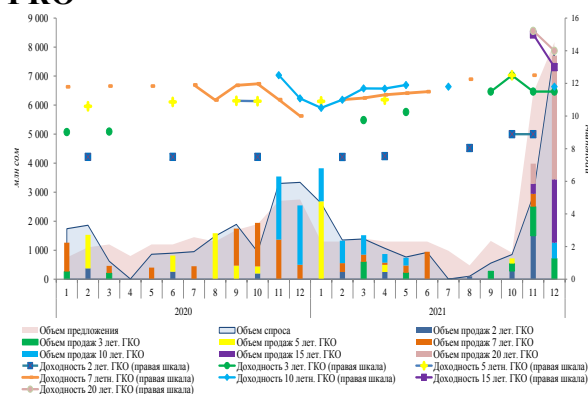 ГКО
9 000
8 000
7 000
6 000
5 000
4 000
3 000
2 000
1 000
0
млн сом
16
14
12
10
8
6
4
2
0
1 2 3 4 5 6 7 8 9 10 11 12 1 2 3 4 5 6 7 8 9 10 11 12
2020 2021
Объем предложения Объем спроса Объем продаж 2 лет. ГКО
Объем продаж 3 лет. ГКО Объем продаж 5 лет. ГКО Объем продаж 7 лет. ГКО
Объем продаж 10 лет. ГКО Объем продаж 15 лет. ГКО Объем продаж 20 лет. ГКО
Доходность 2 лет. ГКО (правая шкала) Доходность 3 лет. ГКО (правая шкала) Доходность 5 летн. ГКО (правая шкала)
Доходность 7 летн. ГКО (правая шкала) Доходность 10 летн. ГКО (правая шкала) Доходность 15 лет. ГКО (правая шкала)
Доходность 20 лет. ГКО (правая шкала)